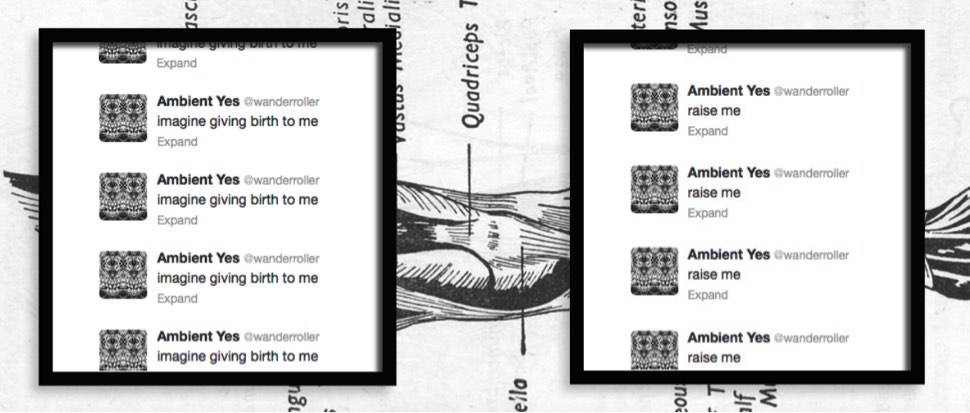 imagine giving birth to me
Expand
Ambient Yes @wanderroller
imagine giving birth to me
Expand
Ambient Yes @wanderroller
imagine giving birth to me
Expand
Ambient Yes @wanderroller
imagine giving birth to me
Expand
Ambient Yes @wanderroller
imagine giving birth to me
Vastus Medialis
Quadriceps T
Expand
Ambient Yes @wanderroller
raise me
Expand
Ambient Yes @wanderroller
raise me
Expand
Ambient Yes @wanderroller
raise me
Expand
Ambient Yes @wanderroller
raise me